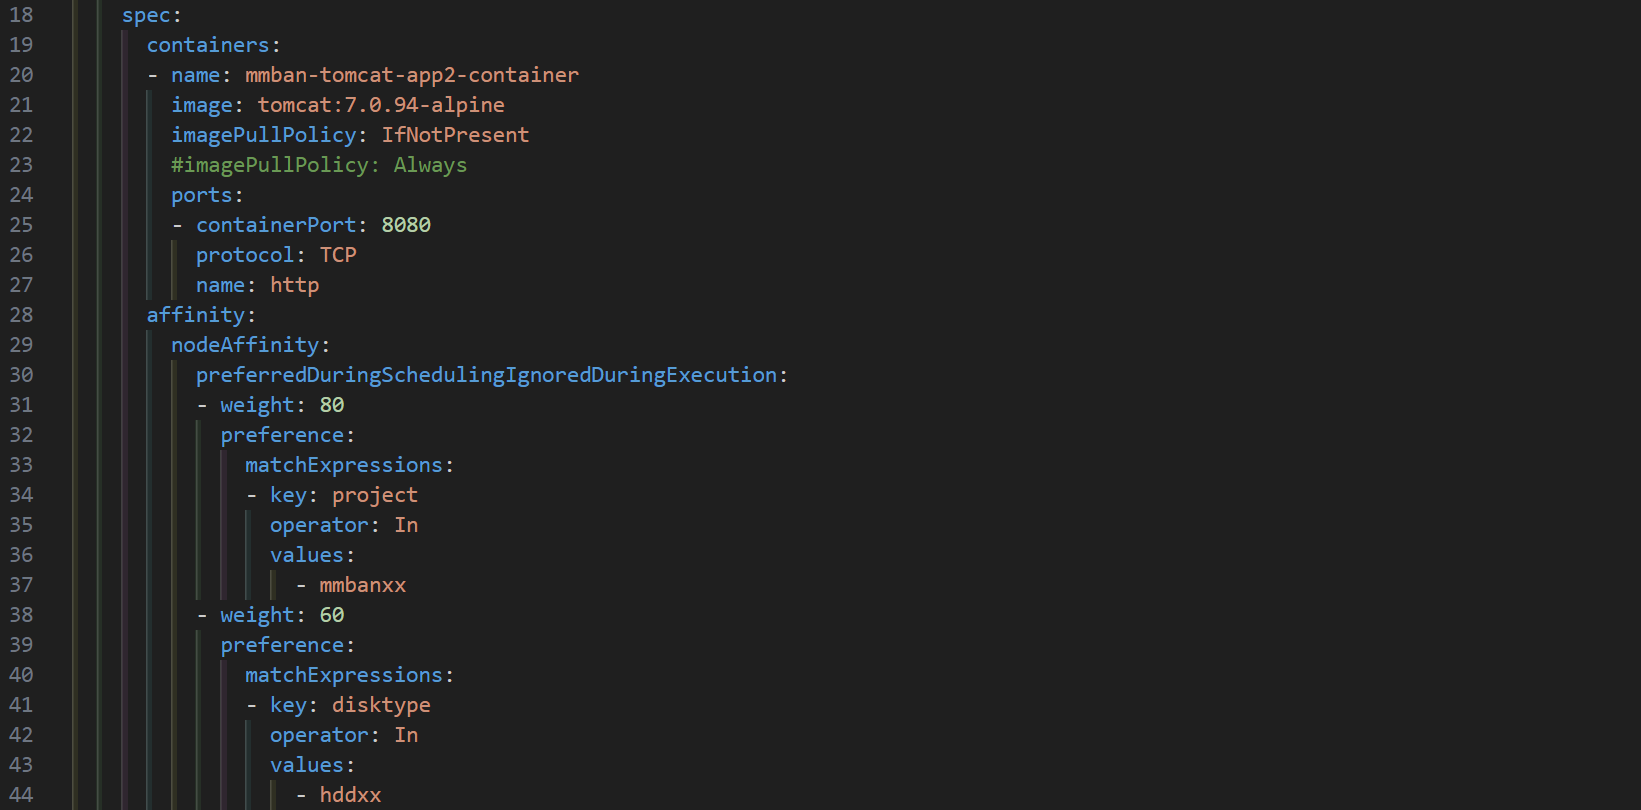 18 spec:
19 containers:
20 - name: mmban-tomcat-app2-container
21 image: tomcat:7.0.94-alpine
22 imagePullPolicy: IfNotPresent
23 #imagePullPolicy: Always
24 ports:
25 - containerPort: 8080
26 protocol: TCP
27 name: http
28 affinity:
29 nodeAffinity:
30 preferredDuringSchedulingIgnoredDuringExecution:
31 - weight: 80
32 preference:
33 matchExpressions:
34 - key: project
35 operator: In
36 values:
37 - mmbanxx
38 - weight: 60
39 preference:
40 matchExpressions:
41 - key: disktype
42 operator: In
43 values:
44 - hddxx